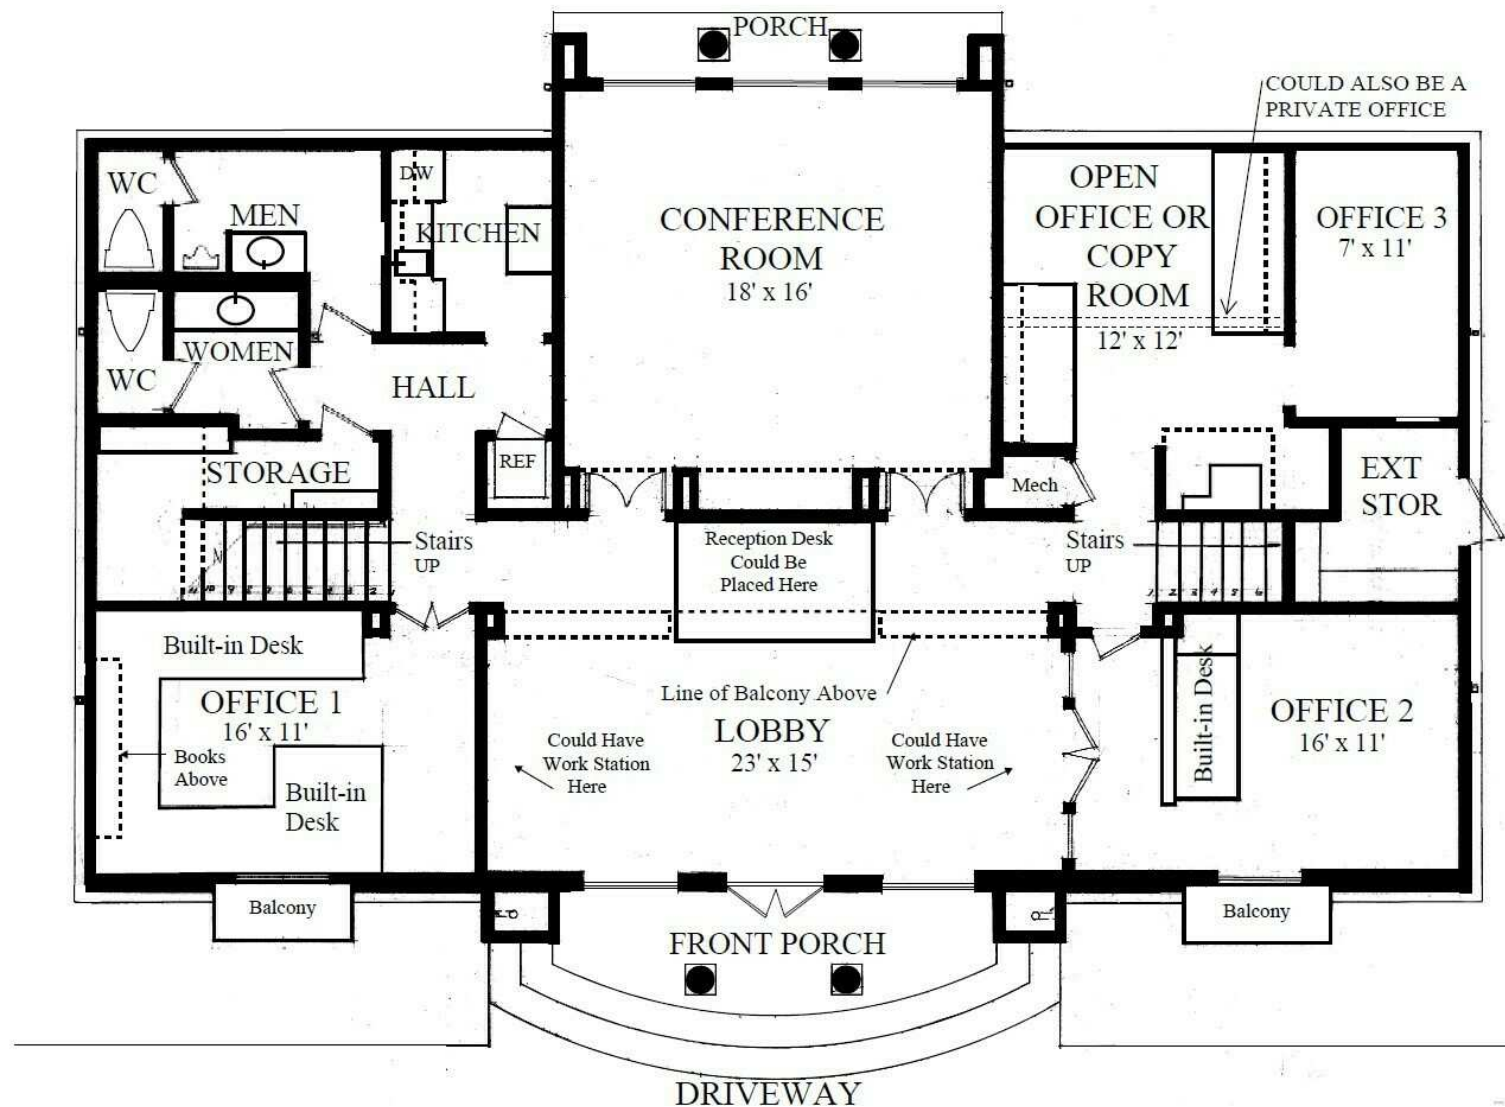 PORCH
COULD ALSO BE A
PRIVATE OFFICE
WC
MEN
DW
KITCHEN
CONFERENCE
ROOM
18' x 16'
OPEN
OFFICE OR
COPY
ROOM
12' x 12'
OFFICE 3
7' x 11'
WOMEN
WC
HALL
STORAGE
REF
Mech
EXT
STOR
Stairs
UP
Reception Desk
Could Be
Placed Here
Stairs
UP
Built-in Desk
OFFICE 1
16' x 11'
Books
Above
Built-in
Desk
Line of Balcony Above
LOBBY
23' x 15'
Could Have
Work Station
Here
Could Have
Work Station
Here
Built-in Desk
OFFICE 2
16' x 11'
Balcony
Balcony
FRONT PORCH
DRIVEWAY